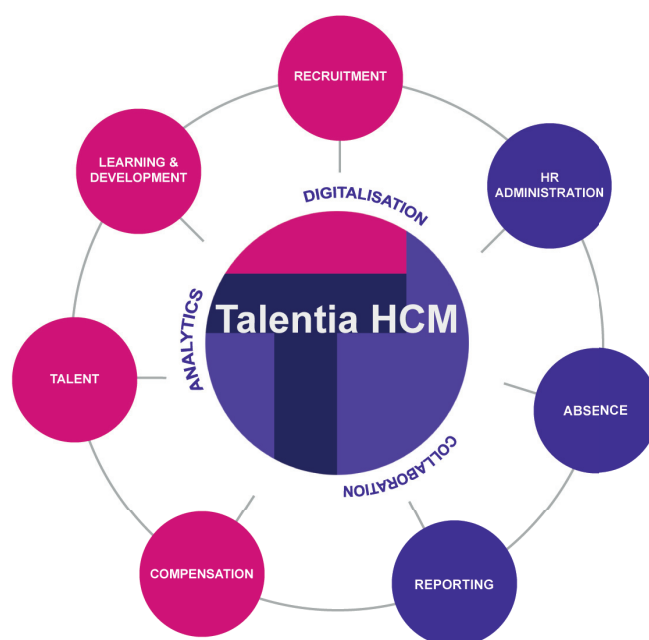 RECRUITMENT
LEARNING &
DEVELOPMENT
HR
ADMINISTRATION
DIGITALISATION
ANALYTICS
Talentia HCM
TALENT
ABSENCE
COLLABORATION
COMPENSATION
REPORTING